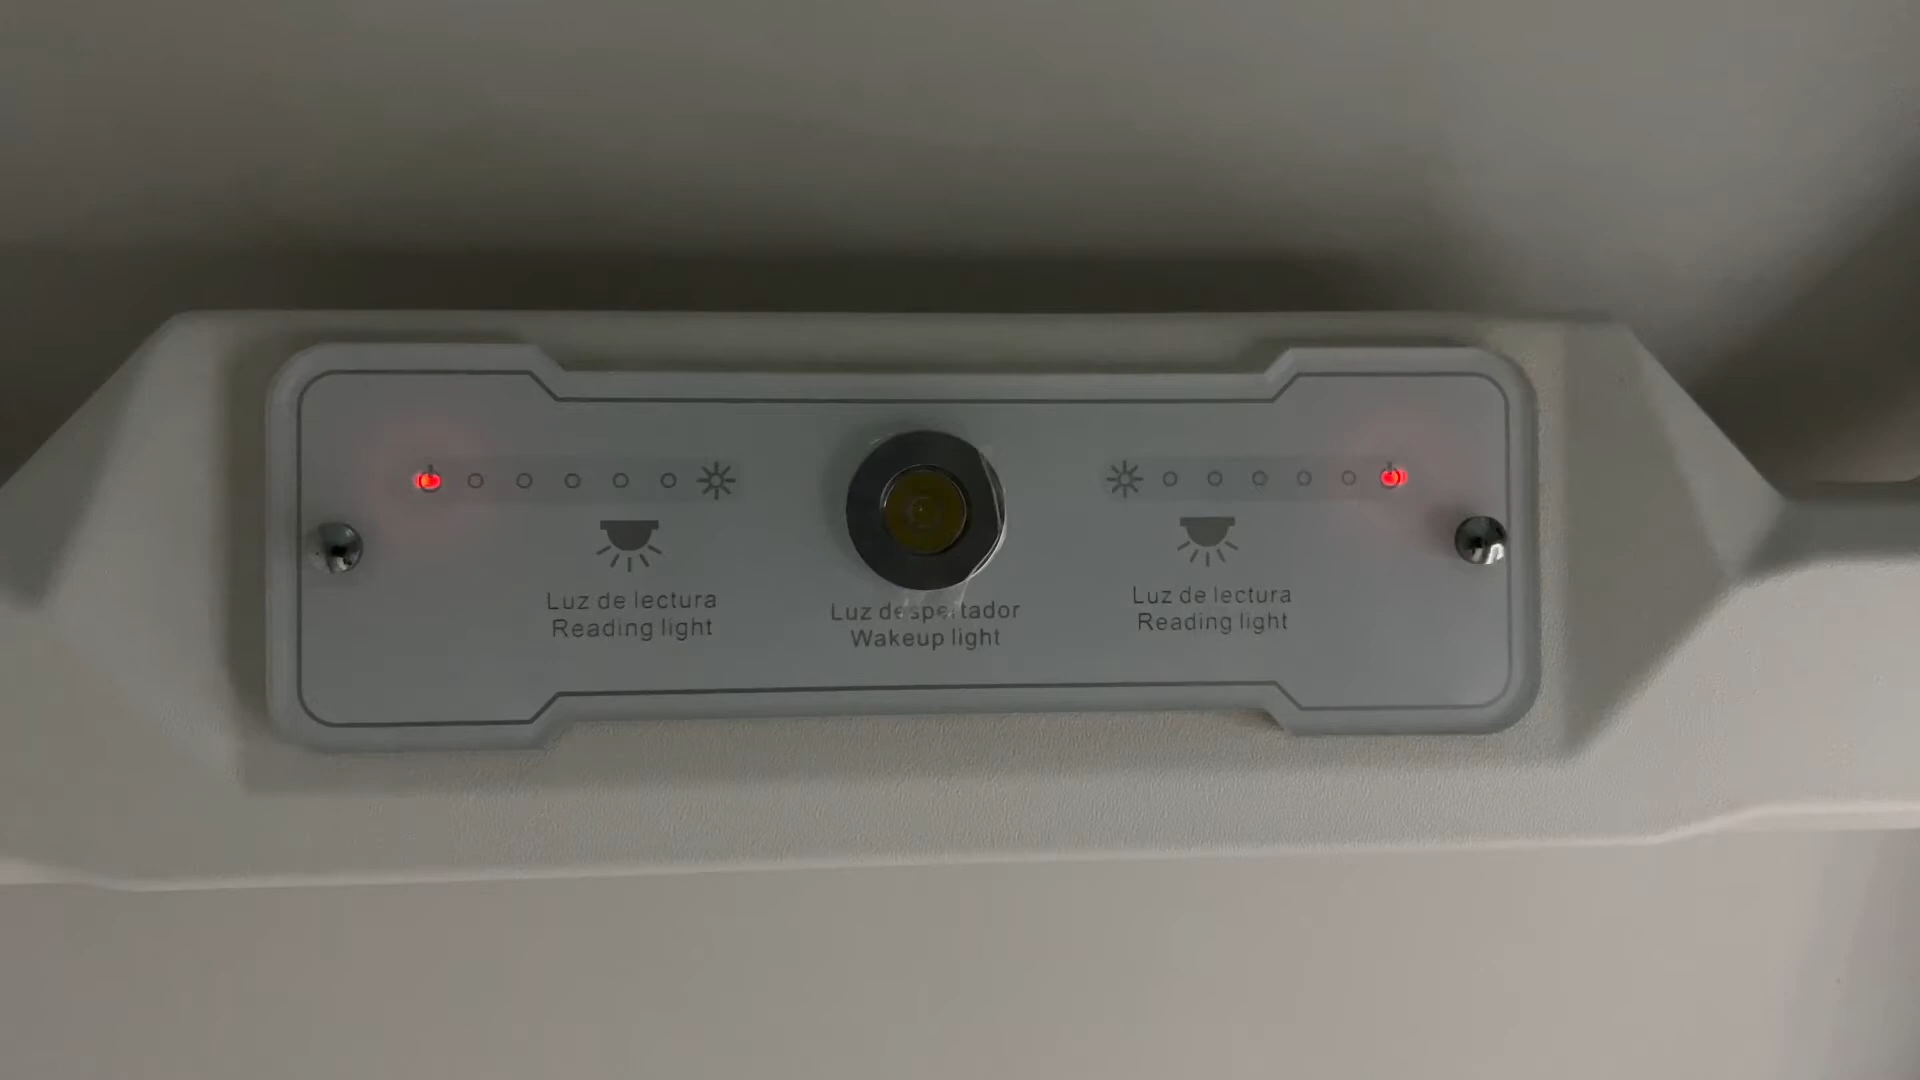 Luz de lectura
Reading light
Luz despertador
Wakeup light
Luz de lectura
Reading light